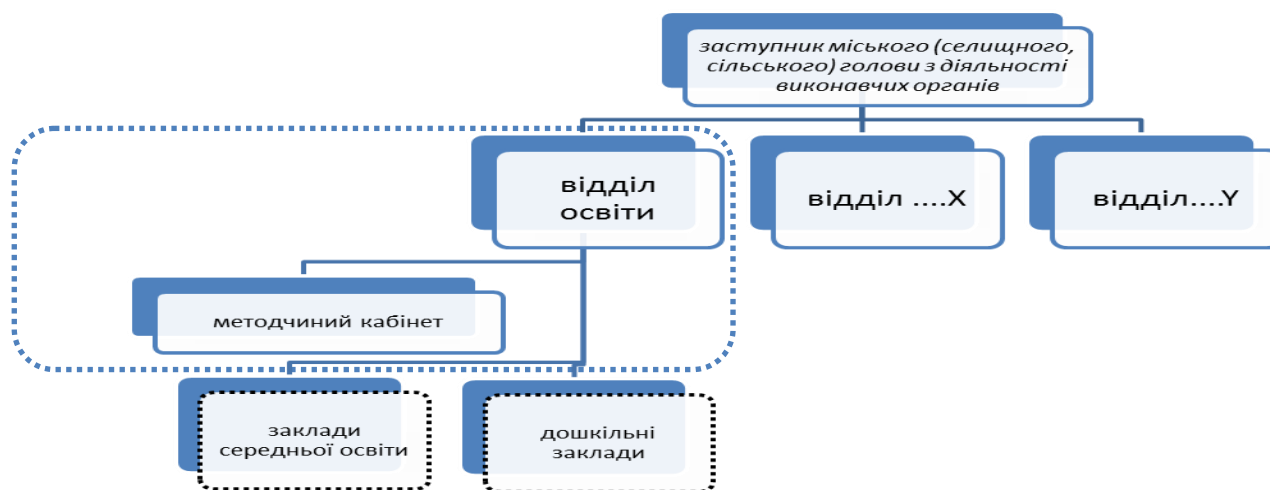 заступник міського (селищного,
сільського) голови з діяльності
виконавчих органів
відділ
освіти
відділ ....X
відділ....Y
методчиний кабінет
заклади
середньої освіти
дошкільні
заклади